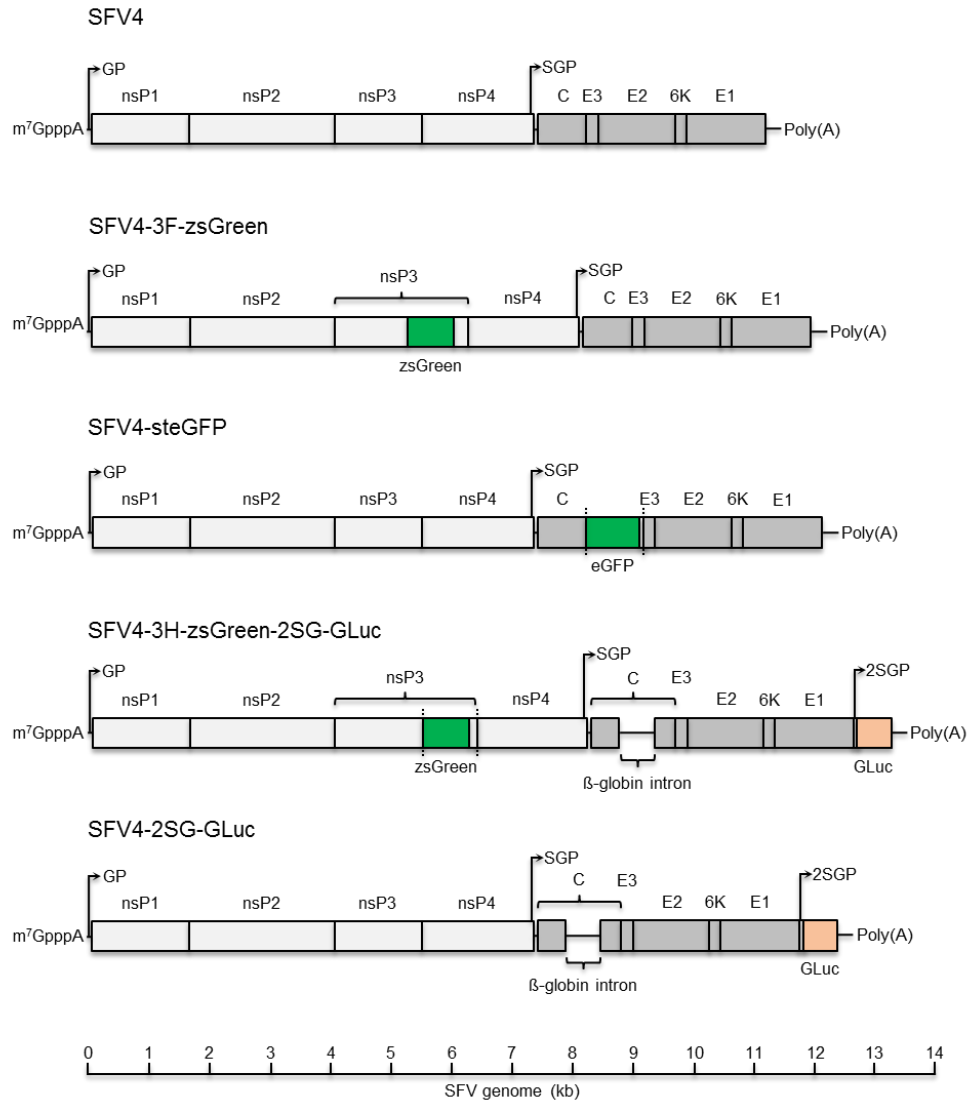 SFV4
GP
SGP
nsP1 nsP2 nsP3 nsP4 C E3 E2 6K E1
m⁷GpppA Poly(A)
SFV4-3F-zsGreen
GP
SGP
nsP3
nsP1 nsP2 nsP4 C E3 E2 6K E1
m⁷GpppA Poly(A)
zsGreen
SFV4-steGFP
GP
SGP
nsP1 nsP2 nsP3 nsP4 C E3 E2 6K E1
m⁷GpppA Poly(A)
eGFP
SFV4-3H-zsGreen-2SG-GLuc
SGP
GP 2SGP
nsP3 C E3
nsP1 nsP2 nsP4 E2 6K E1
m⁷GpppA Poly(A)
zsGreen GLuc
ß-globin intron
SFV4-2SG-GLuc
SGP
GP 2SGP
C E3
nsP1 nsP2 nsP3 nsP4 E2 6K E1
m⁷GpppA Poly(A)
GLuc
ß-globin intron
0 1 2 3 4 5 6 7 8 9 10 11 12 13 14
SFV genome (kb)